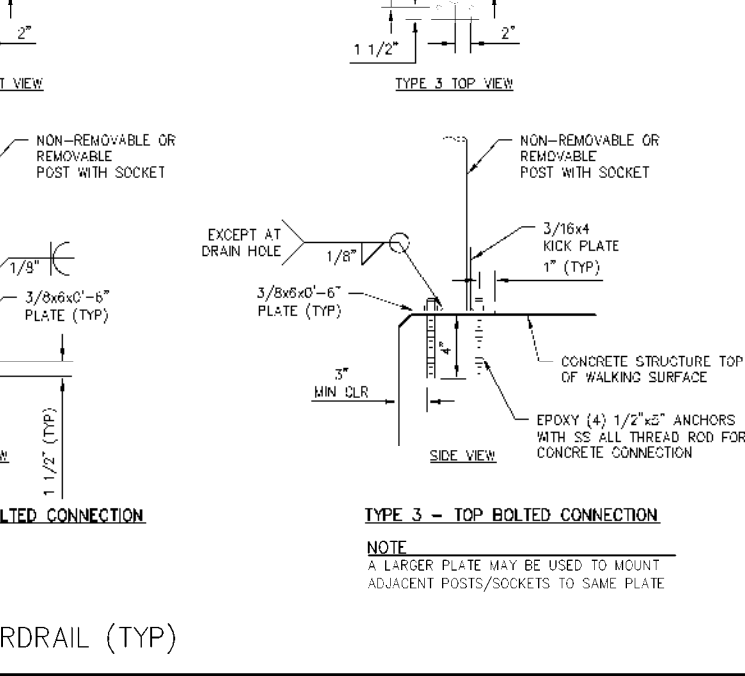 2"
T VIEW
1 1/2"
2"
TYPE 3 TOP VIEW
NON-REMOVABLE OR
REMOVABLE
POST WITH SOCKET
1/8"
3/8x6x0'-6"
PLATE (TYP)
1 1/2" (TYP)
W
LTED CONNECTION
NON-REMOVABLE OR
REMOVABLE
POST WITH SOCKET
EXCEPT AT
DRAIN HOLE
1/8"
3/16x4
KICK PLATE
1" (TYP)
3/8x6x0'-6"
PLATE (TYP)
4"
3"
MIN CLR
CONCRETE STRUCTURE TOP
OF WALKING SURFACE
EPOXY (4) 1/2"x5" ANCHORS
WITH SS ALL THREAD ROD FOR
CONCRETE CONNECTION
SIDE VIEW
TYPE 3 - TOP BOLTED CONNECTION
NOTE
A LARGER PLATE MAY BE USED TO MOUNT
ADJACENT POSTS/SOCKETS TO SAME PLATE
RDRAIL (TYP)